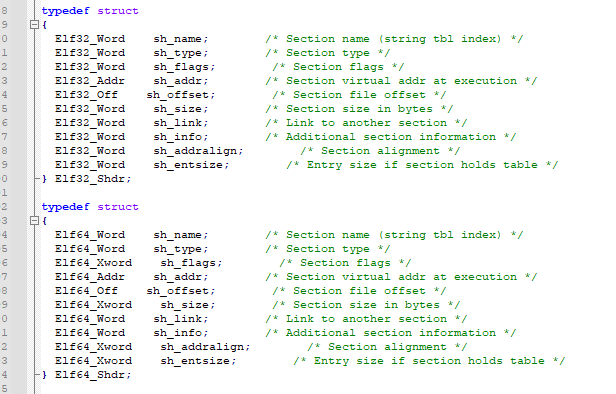 8 typedef struct
9 {
0 Elf32_Word sh_name; /* Section name (string tbl index) */
1 Elf32_Word sh_type; /* Section type */
2 Elf32_Word sh_flags; /* Section flags */
3 Elf32_Addr sh_addr; /* Section virtual addr at execution */
4 Elf32_Off sh_offset; /* Section file offset */
5 Elf32_Word sh_size; /* Section size in bytes */
6 Elf32_Word sh_link; /* Link to another section */
7 Elf32_Word sh_info; /* Additional section information */
8 Elf32_Word sh_addralign; /* Section alignment */
9 Elf32_Word sh_entsize; /* Entry size if section holds table */
0 } Elf32_Shdr;
1
2 typedef struct
3 {
4 Elf64_Word sh_name; /* Section name (string tbl index) */
5 Elf64_Word sh_type; /* Section type */
6 Elf64_Xword sh_flags; /* Section flags */
7 Elf64_Addr sh_addr; /* Section virtual addr at execution */
8 Elf64_Off sh_offset; /* Section file offset */
9 Elf64_Xword sh_size; /* Section size in bytes */
0 Elf64_Word sh_link; /* Link to another section */
1 Elf64_Word sh_info; /* Additional section information */
2 Elf64_Xword sh_addralign; /* Section alignment */
3 Elf64_Xword sh_entsize; /* Entry size if section holds table */
4 } Elf64_Shdr;
5